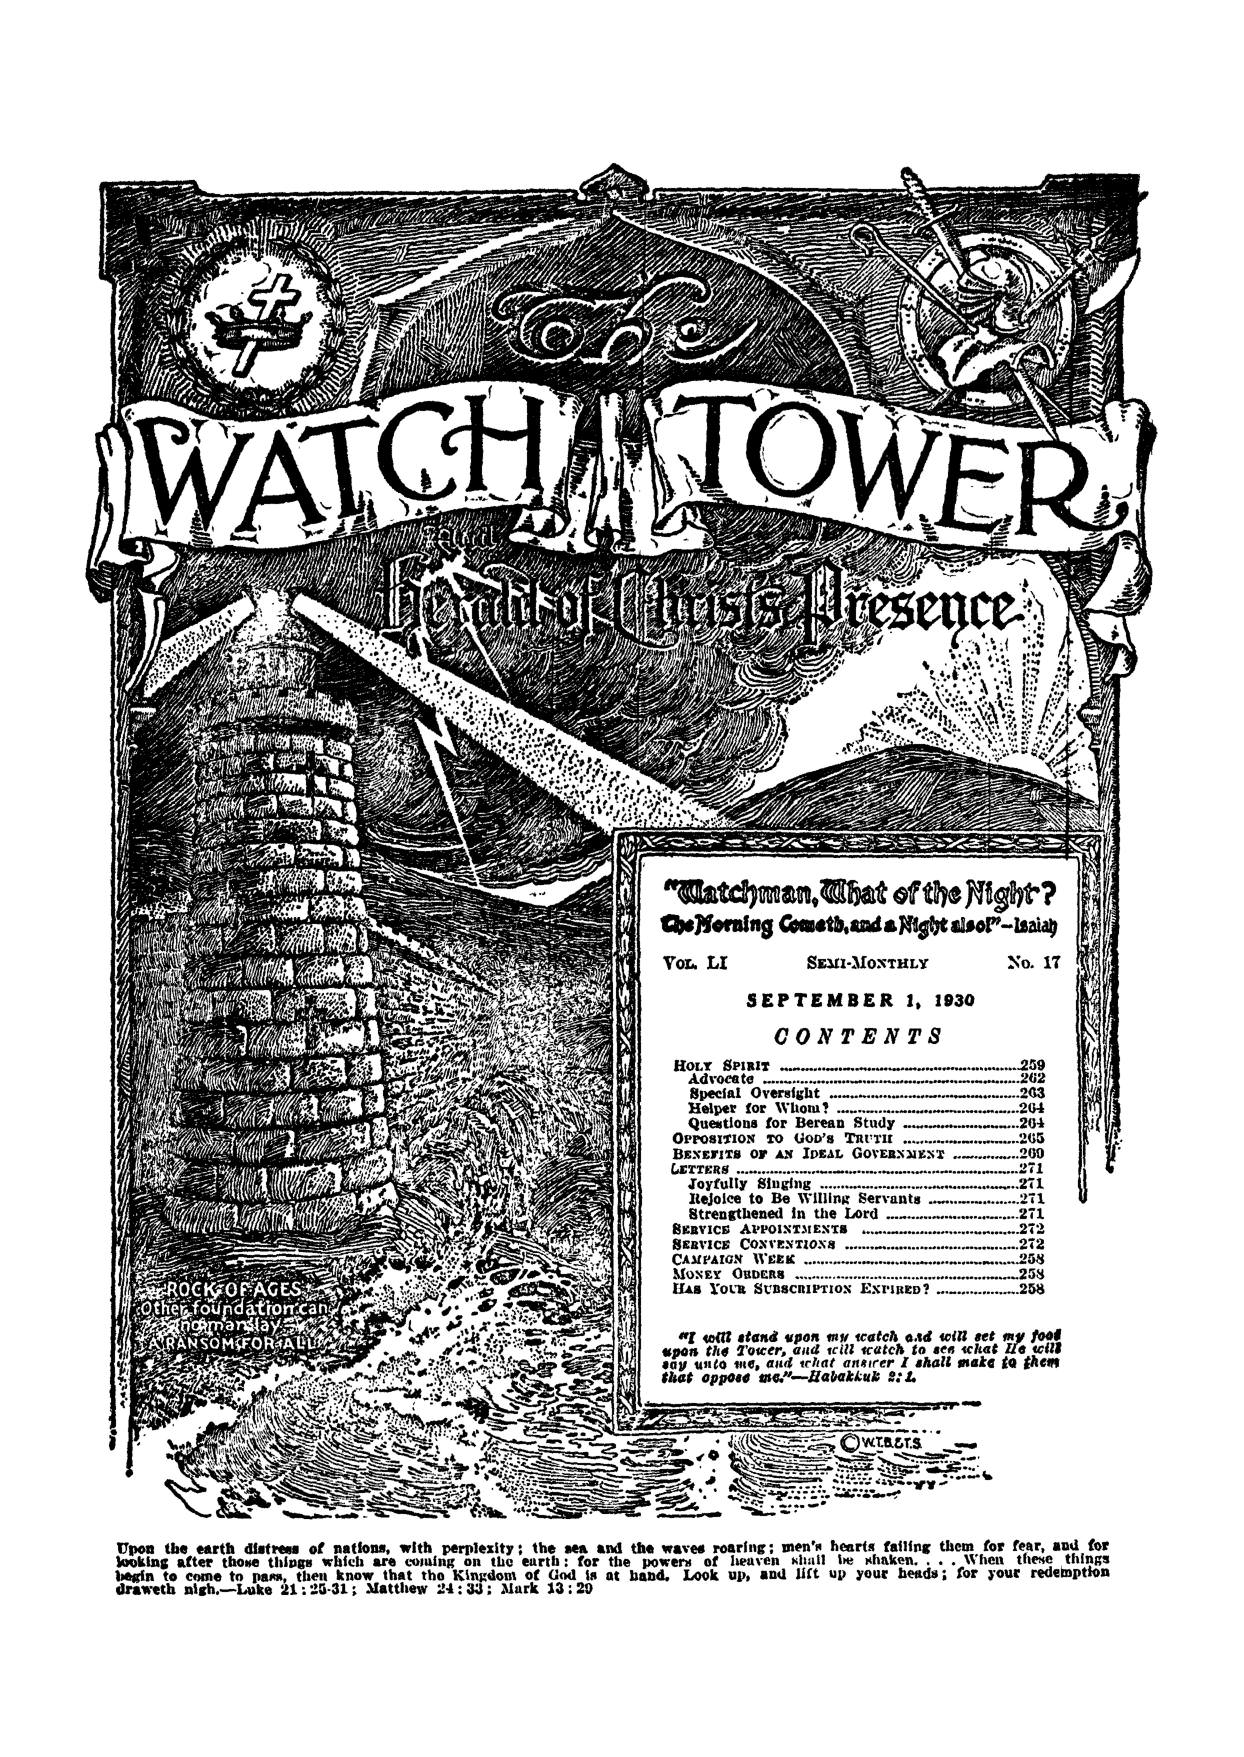 The
WATCH TOWER
And
Herald of Christ's Presence
"Watchman, What of the Night?
The Morning Cometh, and a Night also!"—Isaiah
VOL. LI SEMI-MONTHLY No. 17
SEPTEMBER 1, 1930
CONTENTS
HOLY SPIRIT ........ 259
Advocate ........ 262
Special Oversight ........ 263
Helper for Whom? ........ 264
Questions for Berean Study ........ 264
OPPOSITION TO GOD'S TRUTH ........ 265
BENEFITS OF AN IDEAL GOVERNMENT ........ 269
LETTERS ........ 271
Joyfully Singing ........ 271
Rejoice to Be Willing Servants ........ 271
Strengthened in the Lord ........ 271
SERVICE APPOINTMENTS ........ 272
SERVICE CONVENTIONS ........ 272
CAMPAIGN WEEK ........ 258
MONEY ORDERS ........ 258
HAS YOUR SUBSCRIPTION EXPIRED? ........ 258
"I will stand upon my watch and will set my foot
upon the Tower, and will watch to see what He will
say unto me, and what answer I shall make to them
that oppose me."—Habakkuk 2:1.
ROCK OF AGES
Other foundation can
no man lay
A RANSOM FOR ALL
©W.T.B.&T.S.
Upon the earth distress of nations, with perplexity; the sea and the waves roaring; men's hearts failing them for fear, and for
looking after those things which are coming on the earth: for the powers of heaven shall be shaken. . . . When these things
begin to come to pass, then know that the Kingdom of God is at hand. Look up, and lift up your heads; for your redemption
draweth nigh.—Luke 21:25-31; Matthew 24:33; Mark 13:29